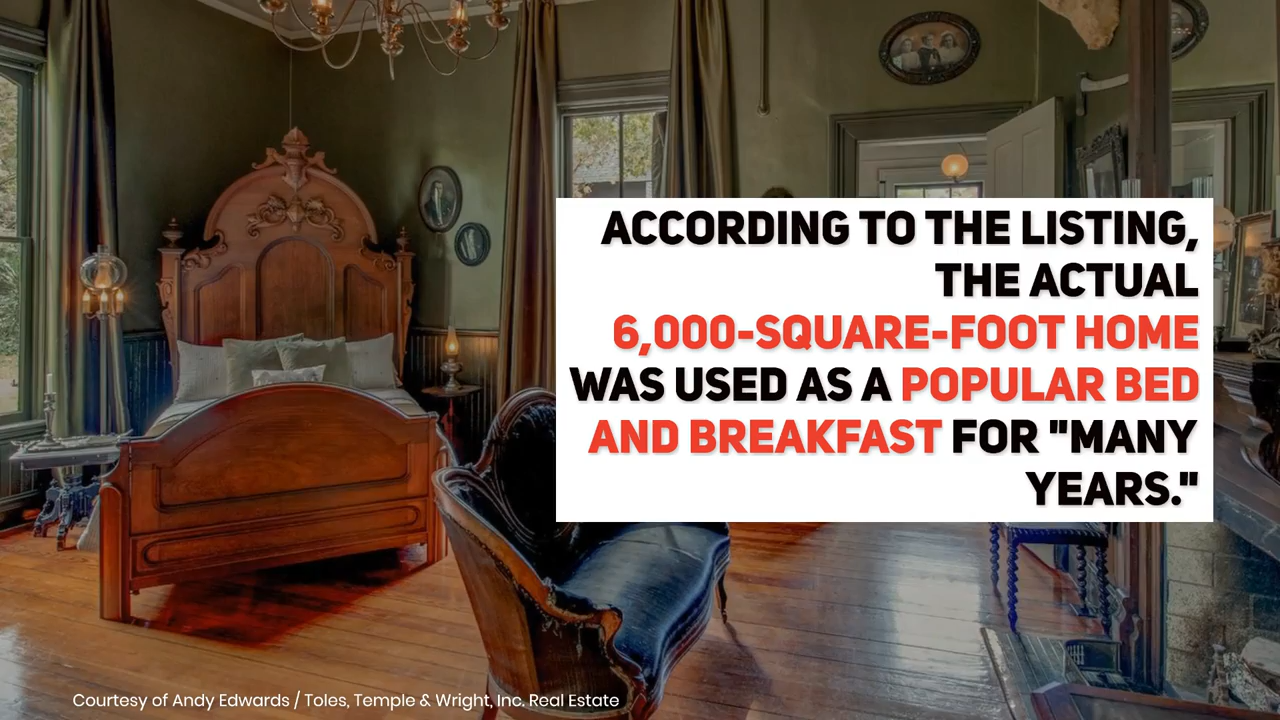 ACCORDING TO THE LISTING,
THE ACTUAL
6,000-SQUARE-FOOT HOME
WAS USED AS A POPULAR BED
AND BREAKFAST FOR "MANY
YEARS."
Courtesy of Andy Edwards / Toles, Temple & Wright, Inc. Real Estate